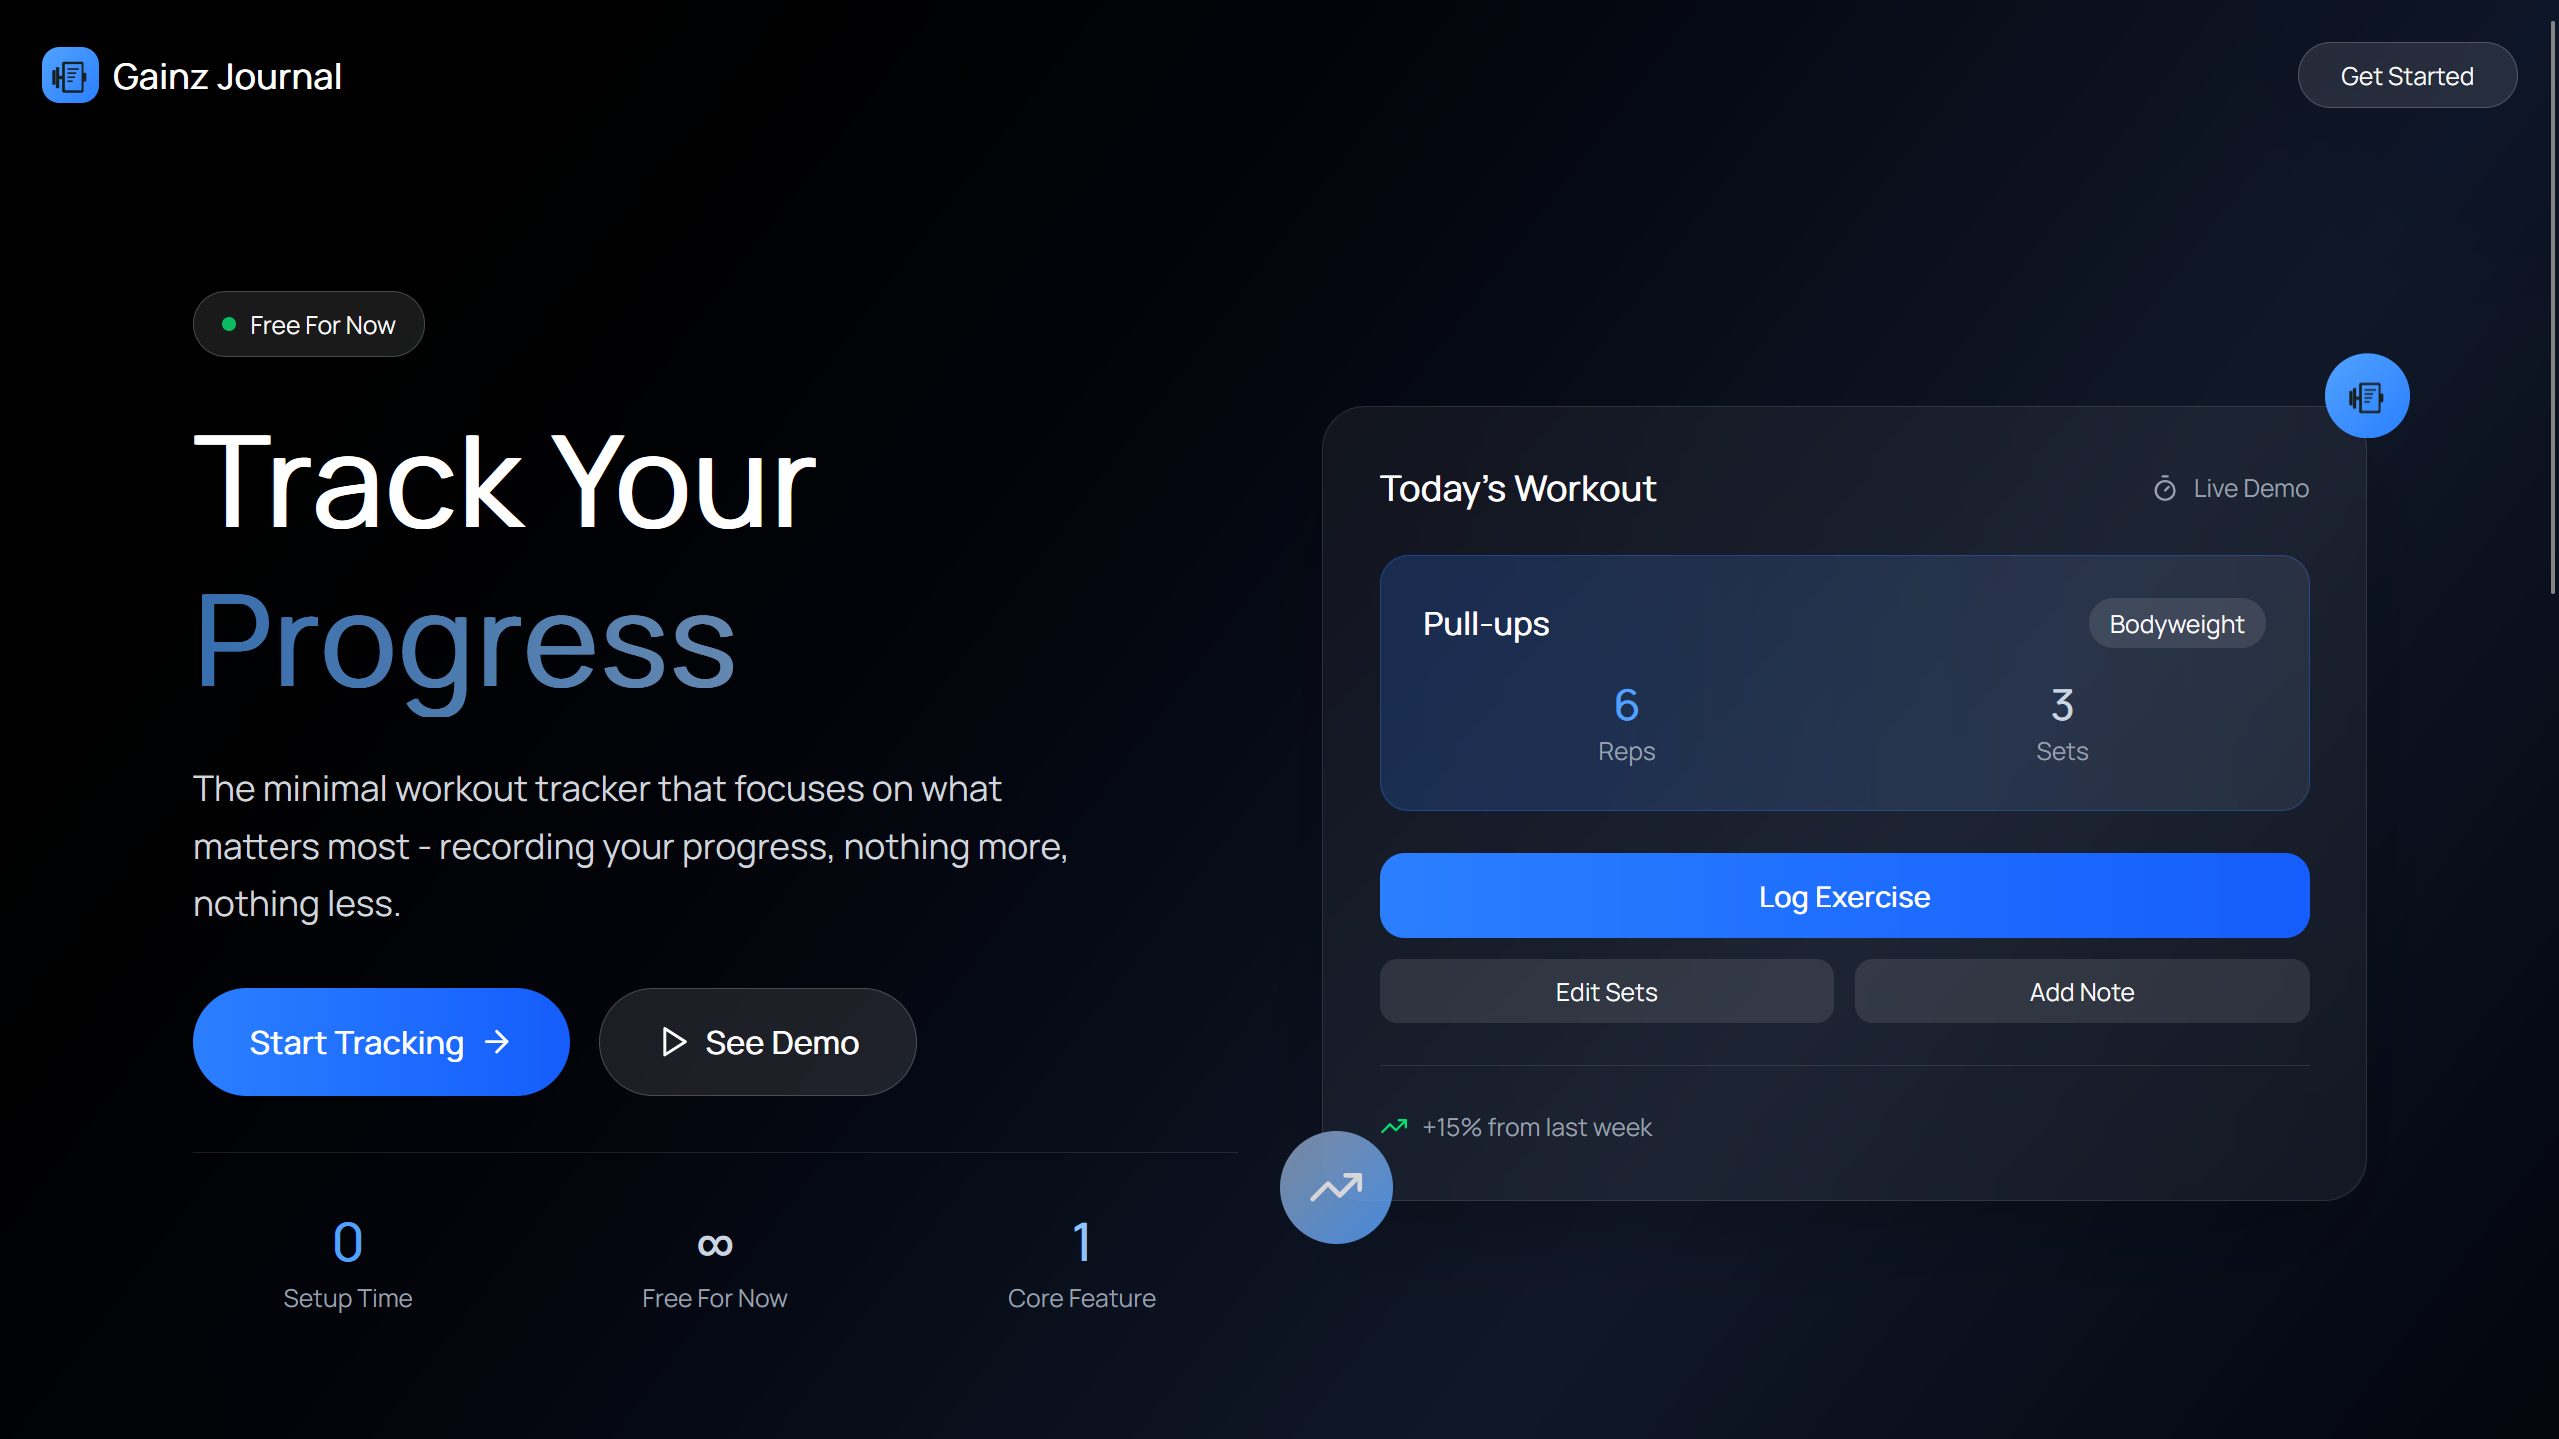 Gainz Journal
Get Started
Free For Now
Track Your
Progress
The minimal workout tracker that focuses on what
matters most - recording your progress, nothing more,
nothing less.
Start Tracking
See Demo
0
Setup Time
∞
Free For Now
1
Core Feature
Today's Workout
Live Demo
Pull-ups
Bodyweight
6
Reps
3
Sets
Log Exercise
Edit Sets
Add Note
+15% from last week